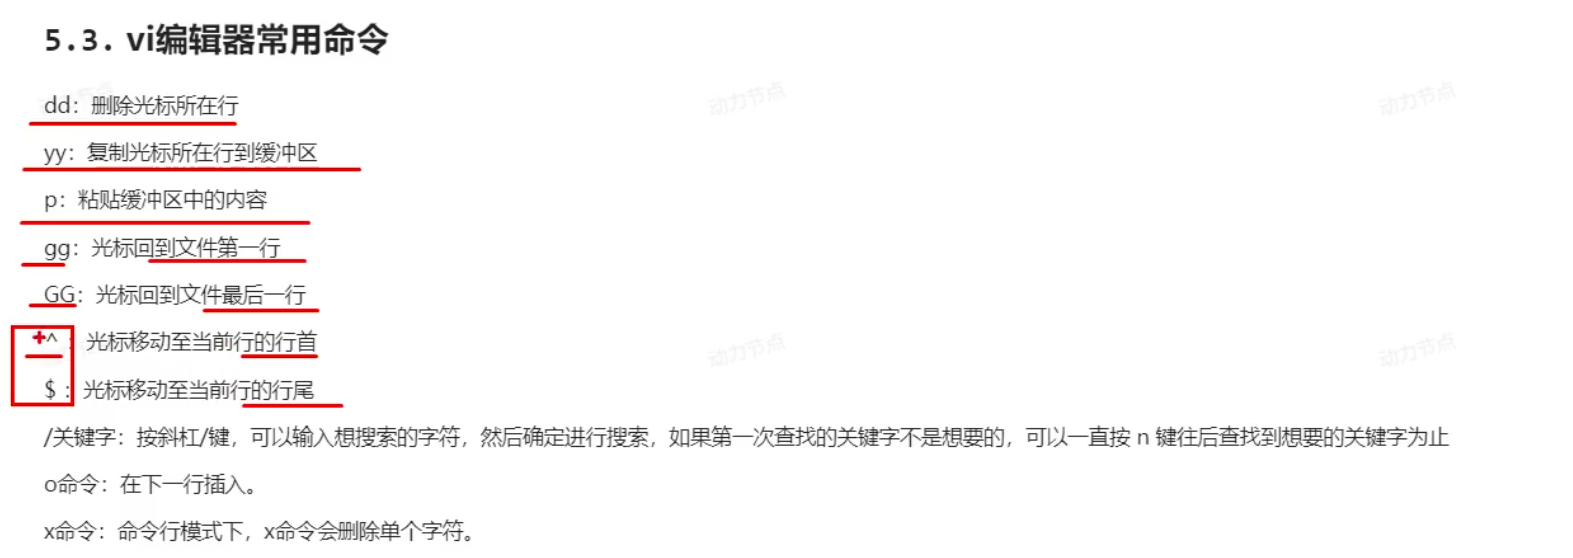 5.3. vi编辑器常用命令
dd：删除光标所在行
动力节点
动力节点
yy：复制光标所在行到缓冲区
p：粘贴缓冲区中的内容
gg：光标回到文件第一行
GG：光标回到文件最后一行
^ ：光标移动至当前行的行首
动力节点
动力节点
$ ：光标移动至当前行的行尾
/关键字：按斜杠/键，可以输入想搜索的字符，然后确定进行搜索，如果第一次查找的关键字不是想要的，可以一直按 n 键往后查找到想要的关键字为止
o命令：在下一行插入。
x命令：命令行模式下，x命令会删除单个字符。